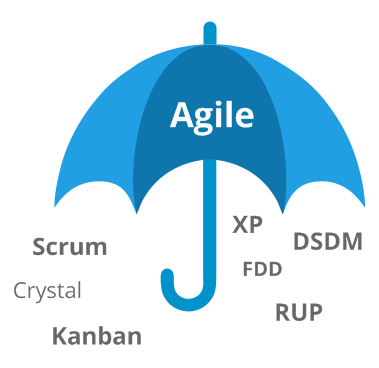 Agile
XP
Scrum
DSDM
FDD
Crystal
RUP
Kanban